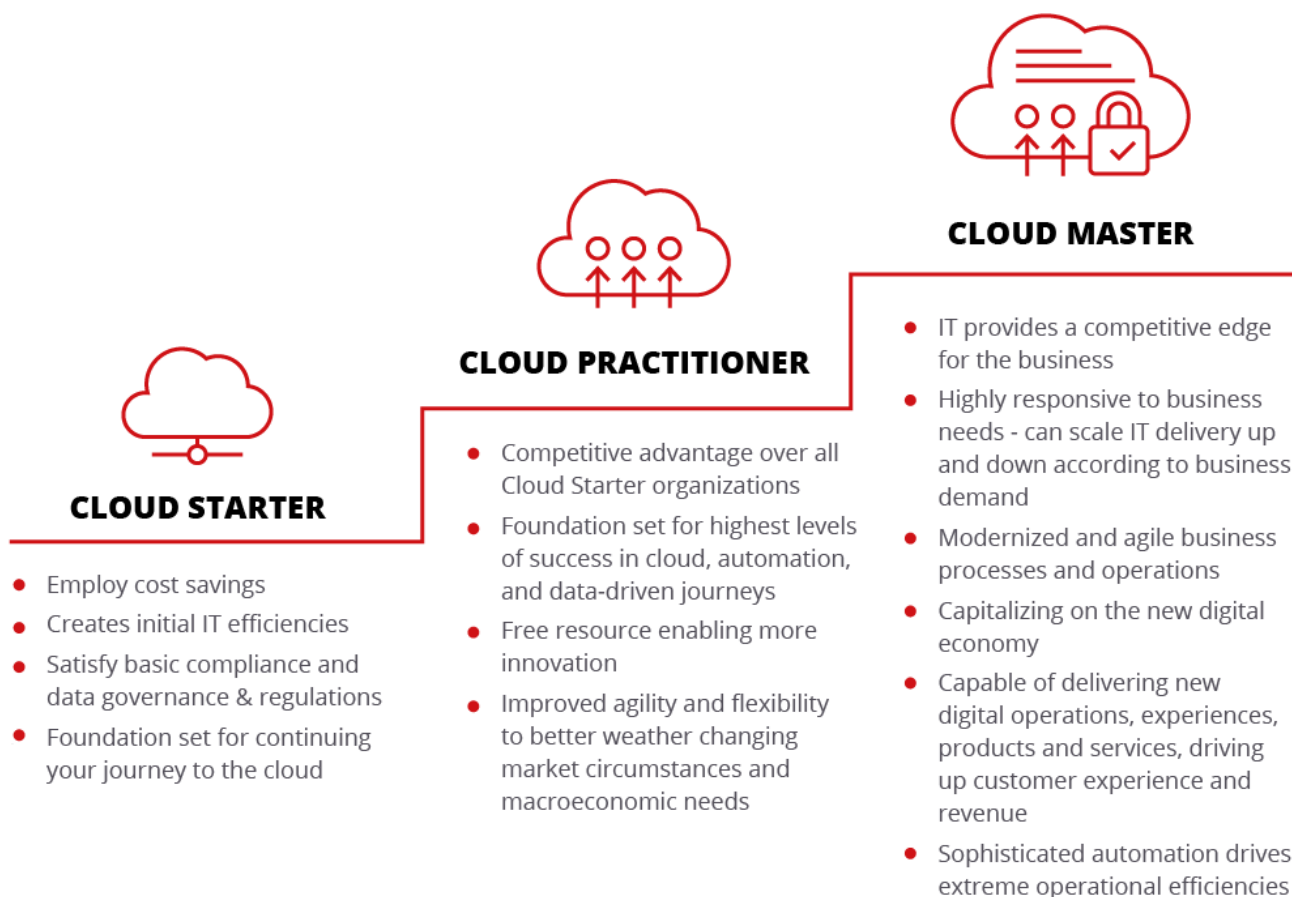 CLOUD STARTER
Employ cost savings
Creates initial IT efficiencies
Satisfy basic compliance and
data governance & regulations
Foundation set for continuing
your journey to the cloud
CLOUD PRACTITIONER
Competitive advantage over all
Cloud Starter organizations
Foundation set for highest levels
of success in cloud, automation,
and data-driven journeys
Free resource enabling more
innovation
Improved agility and flexibility
to better weather changing
market circumstances and
macroeconomic needs
CLOUD MASTER
IT provides a competitive edge
for the business
Highly responsive to business
needs - can scale IT delivery up
and down according to business
demand
Modernized and agile business
processes and operations
Capitalizing on the new digital
economy
Capable of delivering new
digital operations, experiences,
products and services, driving
up customer experience and
revenue
Sophisticated automation drives
extreme operational efficiencies